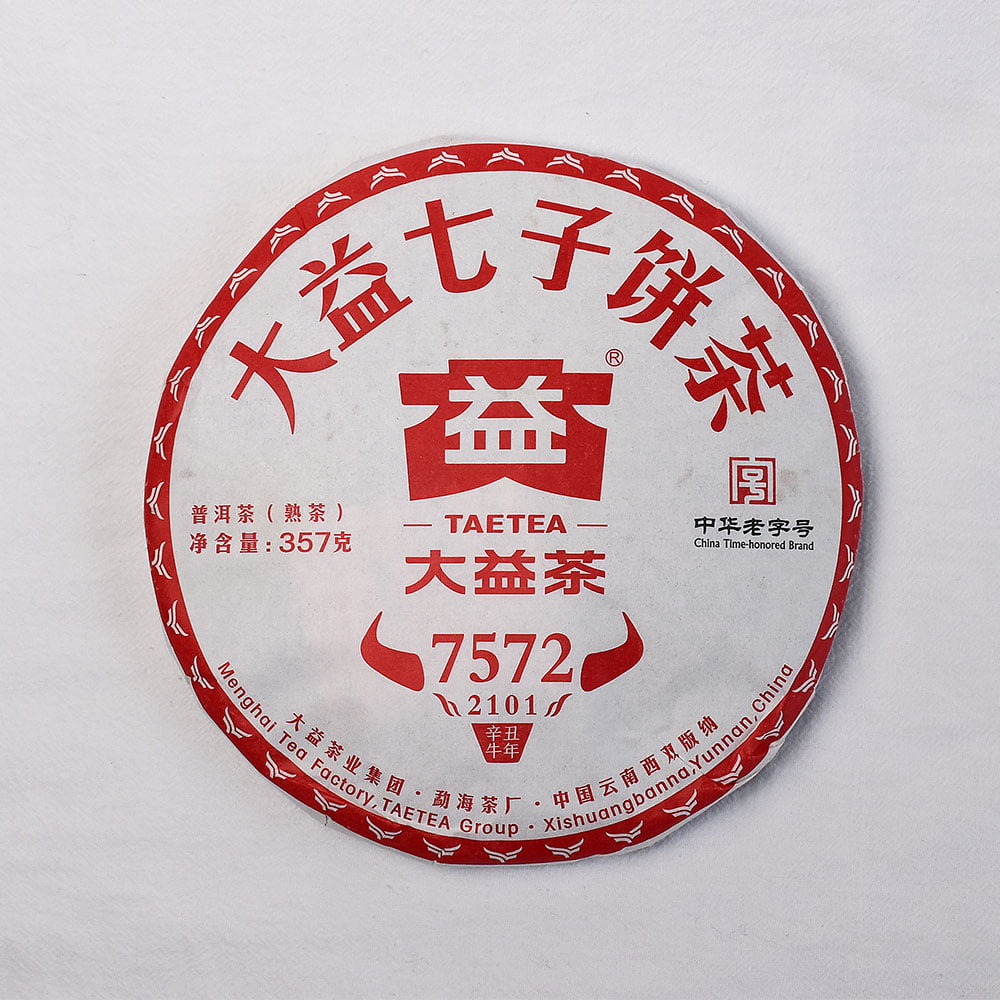 大益七子饼茶
益
®
TAETEA
大益茶
普洱茶（熟茶）
净含量：357克
号
中华老字号
China Time-honored Brand
7572
2101
辛丑
牛年
大益茶业集团·勐海茶厂·中国云南西双版纳
Menghai Tea Factory,TAETEA Group · Xishuangbanna,Yunnan,China